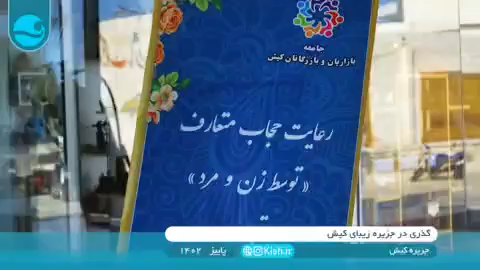 جامعه
بازاریان و بازرگانان کیش
رعایت حجاب متعارف
«توسط زن و مرد»
گذری در جزیره زیبای کیش
جزیره کیش
Kish.ir
پاییز ۱۴۰۲